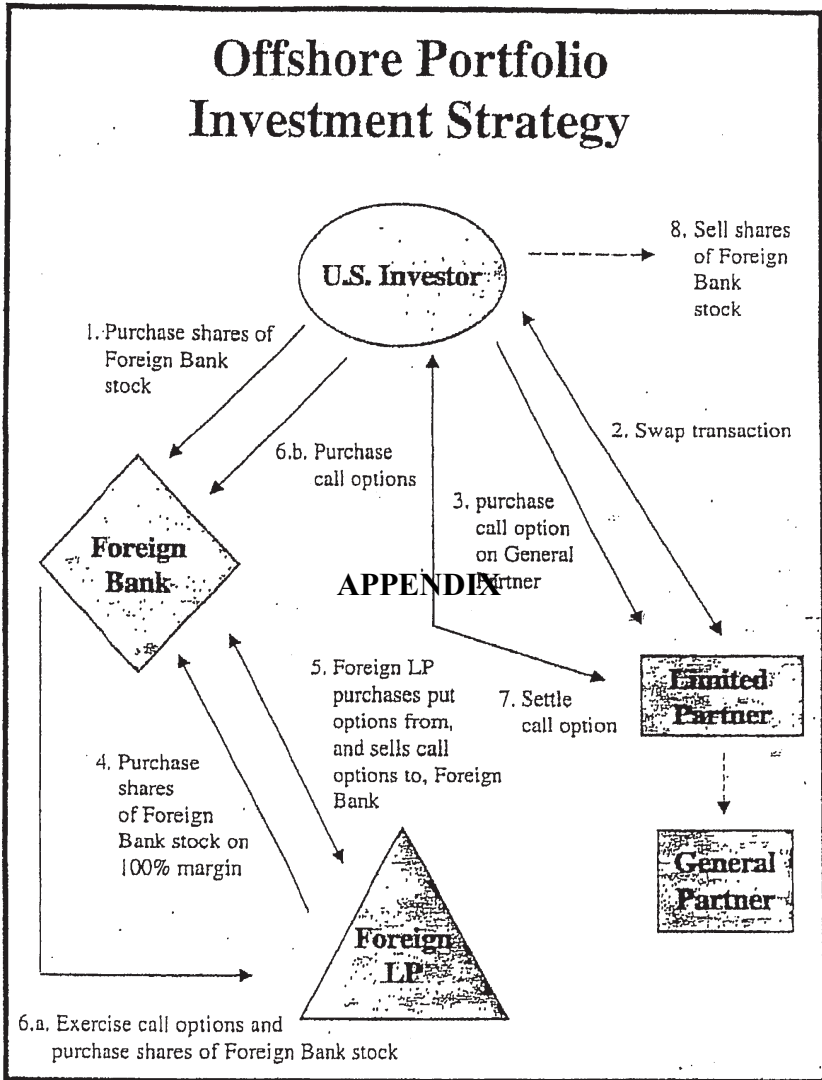 Offshore Portfolio
Investment Strategy
U.S. Investor
8. Sell shares
of Foreign
Bank
stock
1. Purchase shares of
Foreign Bank
stock
2. Swap transaction
6.b. Purchase
call options
3. purchase
call option
on General
Partner
Foreign
Bank
APPENDIX
5. Foreign LP
purchases put
options from,
and sells call
options to, Foreign
Bank
7. Settle
call option
Limited
Partner
4. Purchase
shares
of Foreign
Bank stock on
100% margin
General
Partner
Foreign
LP
6.a. Exercise call options and
purchase shares of Foreign Bank stock